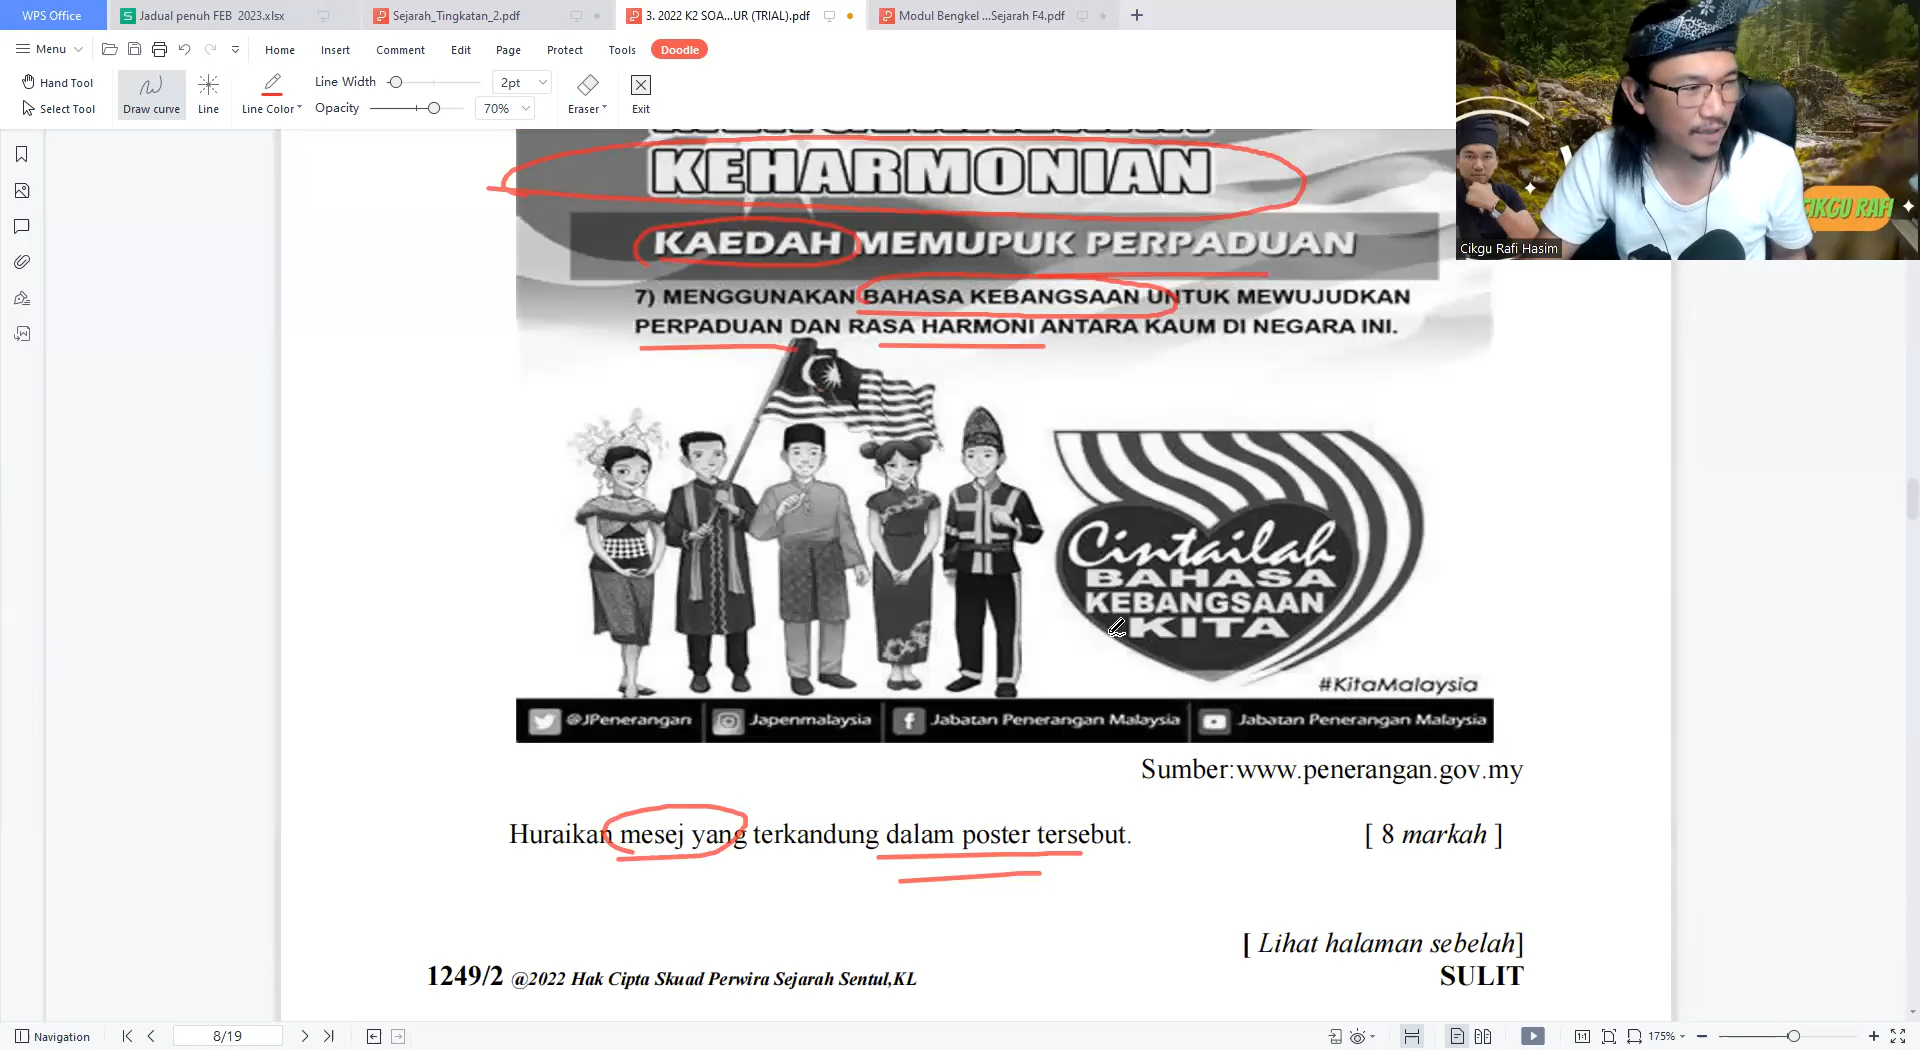 WPS Office
Jadual penuh FEB 2023.xlsx
Sejarah_Tingkatan_2.pdf
3. 2022 K2 SOA...UR (TRIAL).pdf
Modul Bengkel ...Sejarah F4.pdf
Menu
Home Insert Comment Edit Page Protect Tools Doodle
Hand Tool
Select Tool
Draw curve
Line
Line Color
Line Width 2pt
Opacity 70%
Eraser
Exit
CIKGU RAFI
Cikgu Rafi Hasim
KEHARMONIAN
KAEDAH MEMUPUK PERPADUAN
7) MENGGUNAKAN BAHASA KEBANGSAAN UNTUK MEWUJUDKAN
PERPADUAN DAN RASA HARMONI ANTARA KAUM DI NEGARA INI.
Cintailah
BAHASA
KEBANGSAAN
KITA
#KitaMalaysia
@JPenerangan Japenmalaysia Jabatan Penerangan Malaysia Jabatan Penerangan Malaysia
Sumber:www.penerangan.gov.my
Huraikan mesej yang terkandung dalam poster tersebut. [ 8 markah ]
[ Lihat halaman sebelah]
1249/2 @2022 Hak Cipta Skuad Perwira Sejarah Sentul,KL SULIT
Navigation 8/19 175%